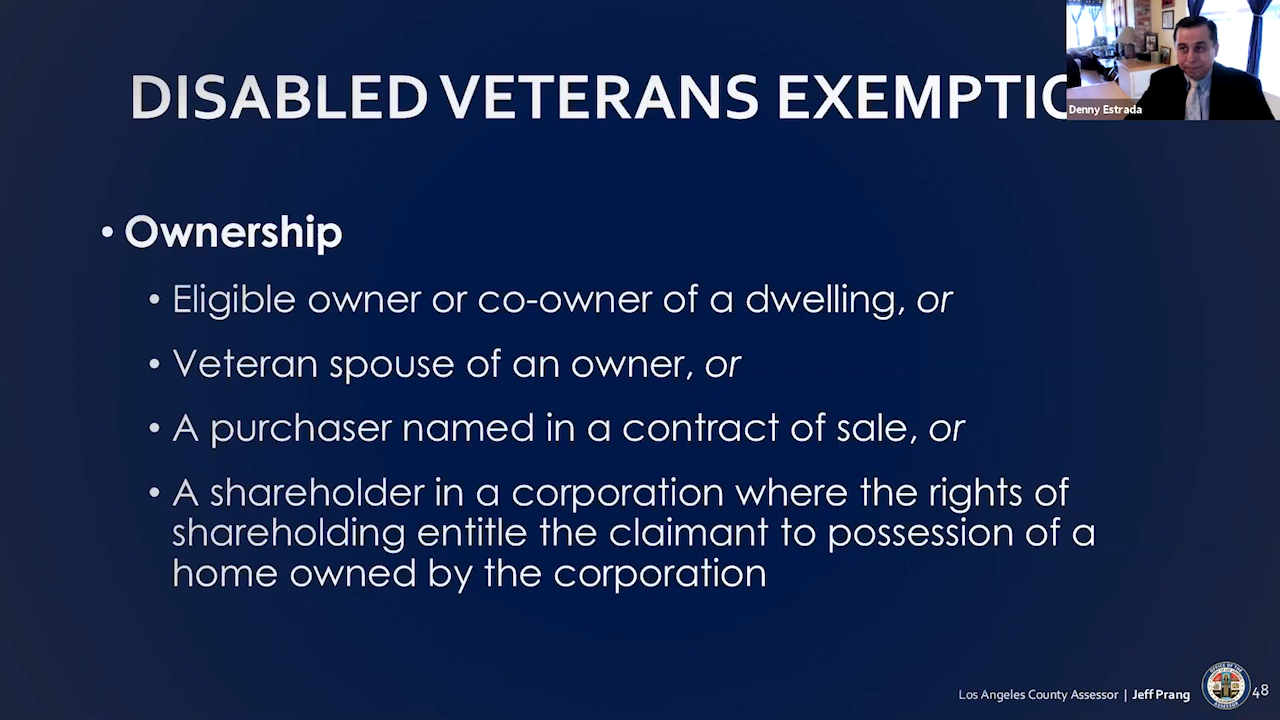 DISABLED VETERANS EXEMPTIO
Denny Estrada
• Ownership
• Eligible owner or co-owner of a dwelling, or
• Veteran spouse of an owner, or
• A purchaser named in a contract of sale, or
• A shareholder in a corporation where the rights of
shareholding entitle the claimant to possession of a
home owned by the corporation
Los Angeles County Assessor | Jeff Prang
48